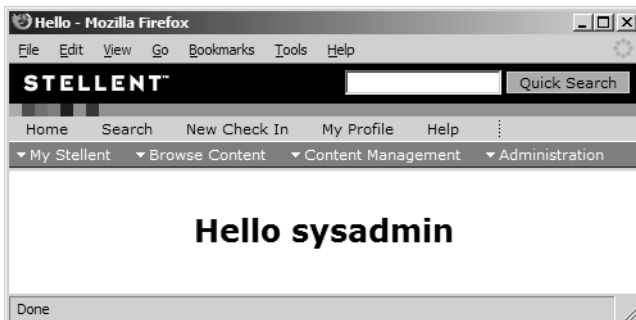 Hello - Mozilla Firefox
File Edit View Go Bookmarks Tools Help
STELLENT™ Quick Search
Home Search New Check In My Profile Help
My Stellent Browse Content Content Management Administration
Hello sysadmin
Done